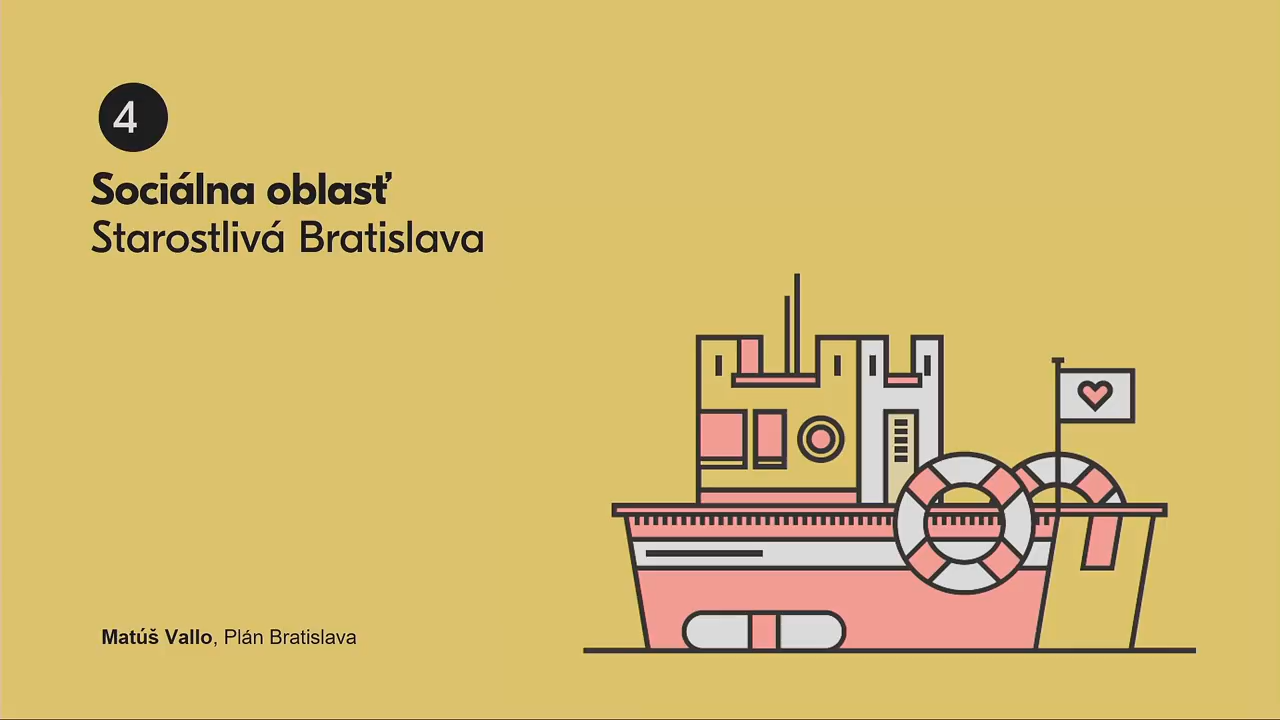 4
Sociálna oblasť
Starostlivá Bratislava
Matúš Vallo, Plán Bratislava